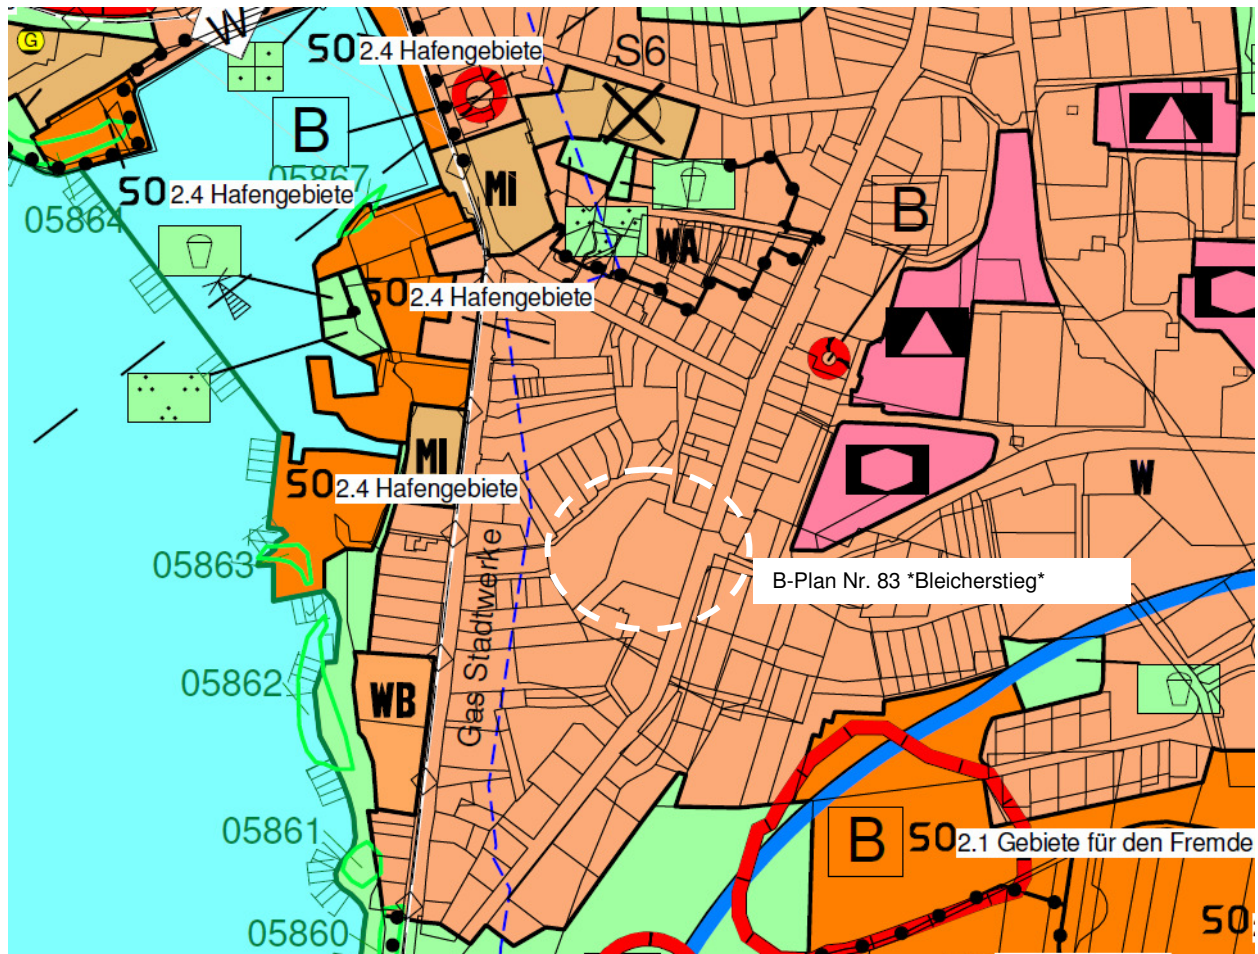 G
W
SO 2.4 Hafengebiete
S6
B
05867
MI
SO 2.4 Hafengebiete
05864
B
WA
SO 2.4 Hafengebiete
MI
SO 2.4 Hafengebiete
W
Gas Stadtwerke
05863
B-Plan Nr. 83 *Bleicherstieg*
05862
WB
05861
B
SO 2.1 Gebiete für den Fremde
05860
SO